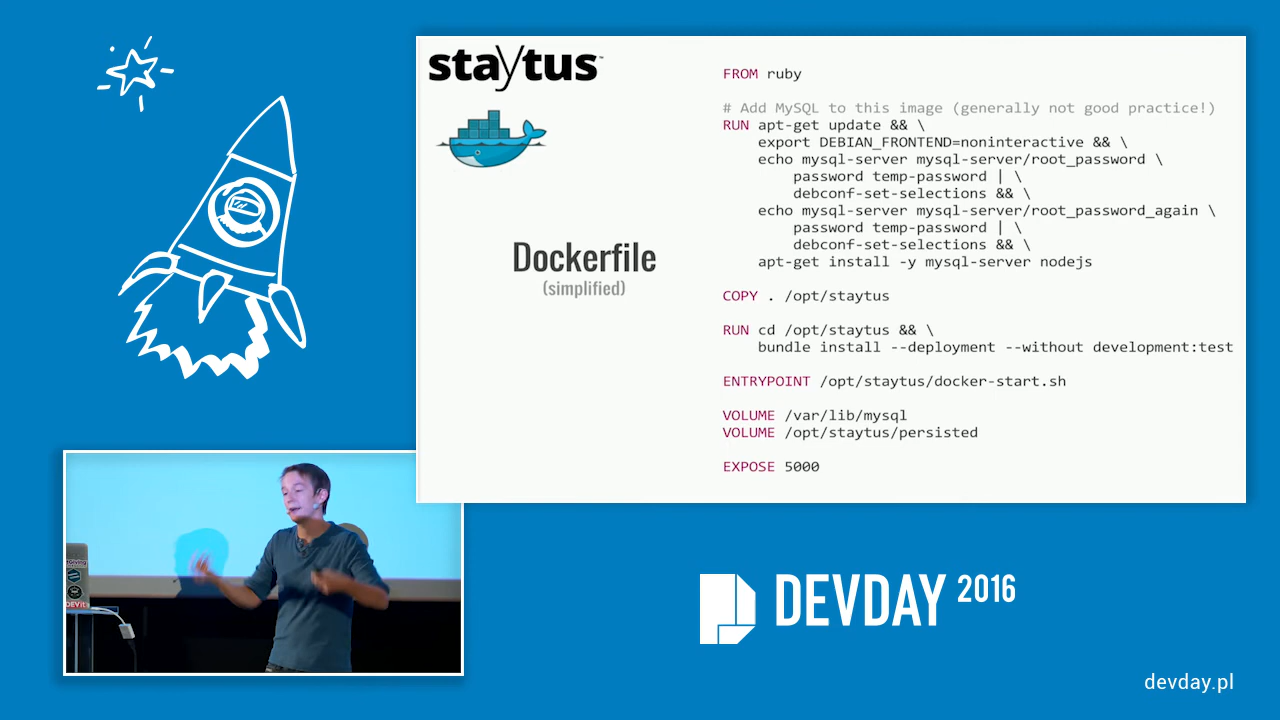 staytus™
Dockerfile
(simplified)
FROM ruby
# Add MySQL to this image (generally not good practice!)
RUN apt-get update && \
export DEBIAN_FRONTEND=noninteractive && \
echo mysql-server mysql-server/root_password \
password temp-password | \
debconf-set-selections && \
echo mysql-server mysql-server/root_password_again \
password temp-password | \
debconf-set-selections && \
apt-get install -y mysql-server nodejs
COPY . /opt/staytus
RUN cd /opt/staytus && \
bundle install --deployment --without development:test
ENTRYPOINT /opt/staytus/docker-start.sh
VOLUME /var/lib/mysql
VOLUME /opt/staytus/persisted
EXPOSE 5000
DEVDAY 2016
devday.pl